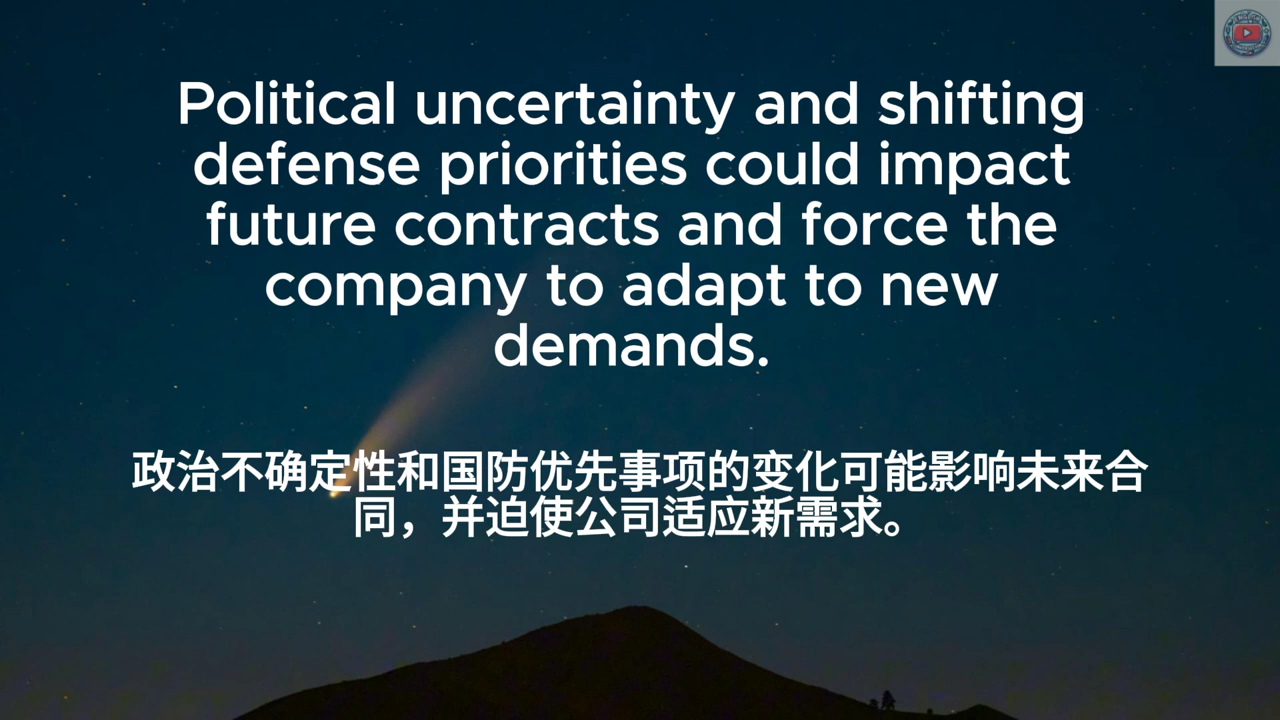 Political uncertainty and shifting
defense priorities could impact
future contracts and force the
company to adapt to new
demands.
政治不确定性和国防优先事项的变化可能影响未来合
同，并迫使公司适应新需求。